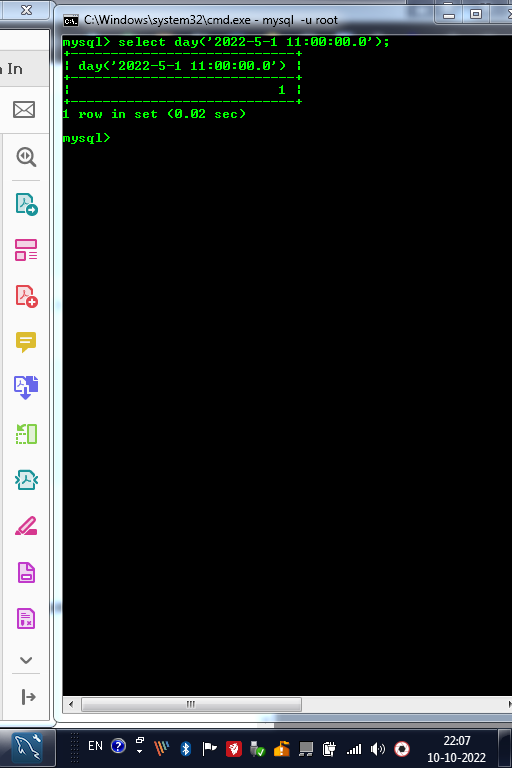 C:\Windows\system32\cmd.exe - mysql -u root
n In
mysql> select day('2022-5-1 11:00:00.0');
+----------------------------+
| day('2022-5-1 11:00:00.0') |
+----------------------------+
| 1 |
+----------------------------+
1 row in set (0.02 sec)
mysql>
EN
22:07
10-10-2022